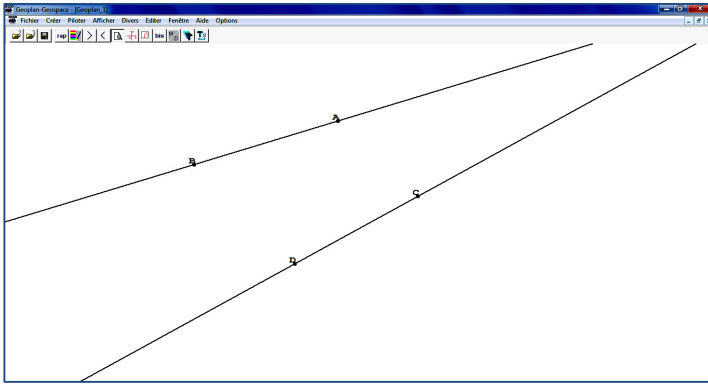 Geoplan-Geospace - [Geoplan_1]
Fichier Créer Piloter Afficher Divers Editer Fenêtre Aide Options
rap bis
A
B
C
D